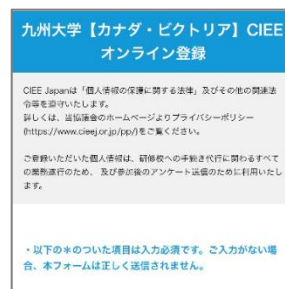 九州大学【カナダ・ビクトリア】CIEE
オンライン登録
CIEE Japanは「個人情報の保護に関する法律」及びその他の関連法
令等を遵守いたします。
詳しくは、当協議会のホームページよりプライバシーポリシー
(https://www.cieej.or.jp/pp/)をご覧ください。
ご登録いただいた個人情報は、研修校への手続き代行に関わるすべて
の業務遂行のため、及び参加後のアンケート送信のために利用いたし
ます。
・以下の＊のついた項目は入力必須です。ご入力がない場
合、本フォームは正しく送信されません。